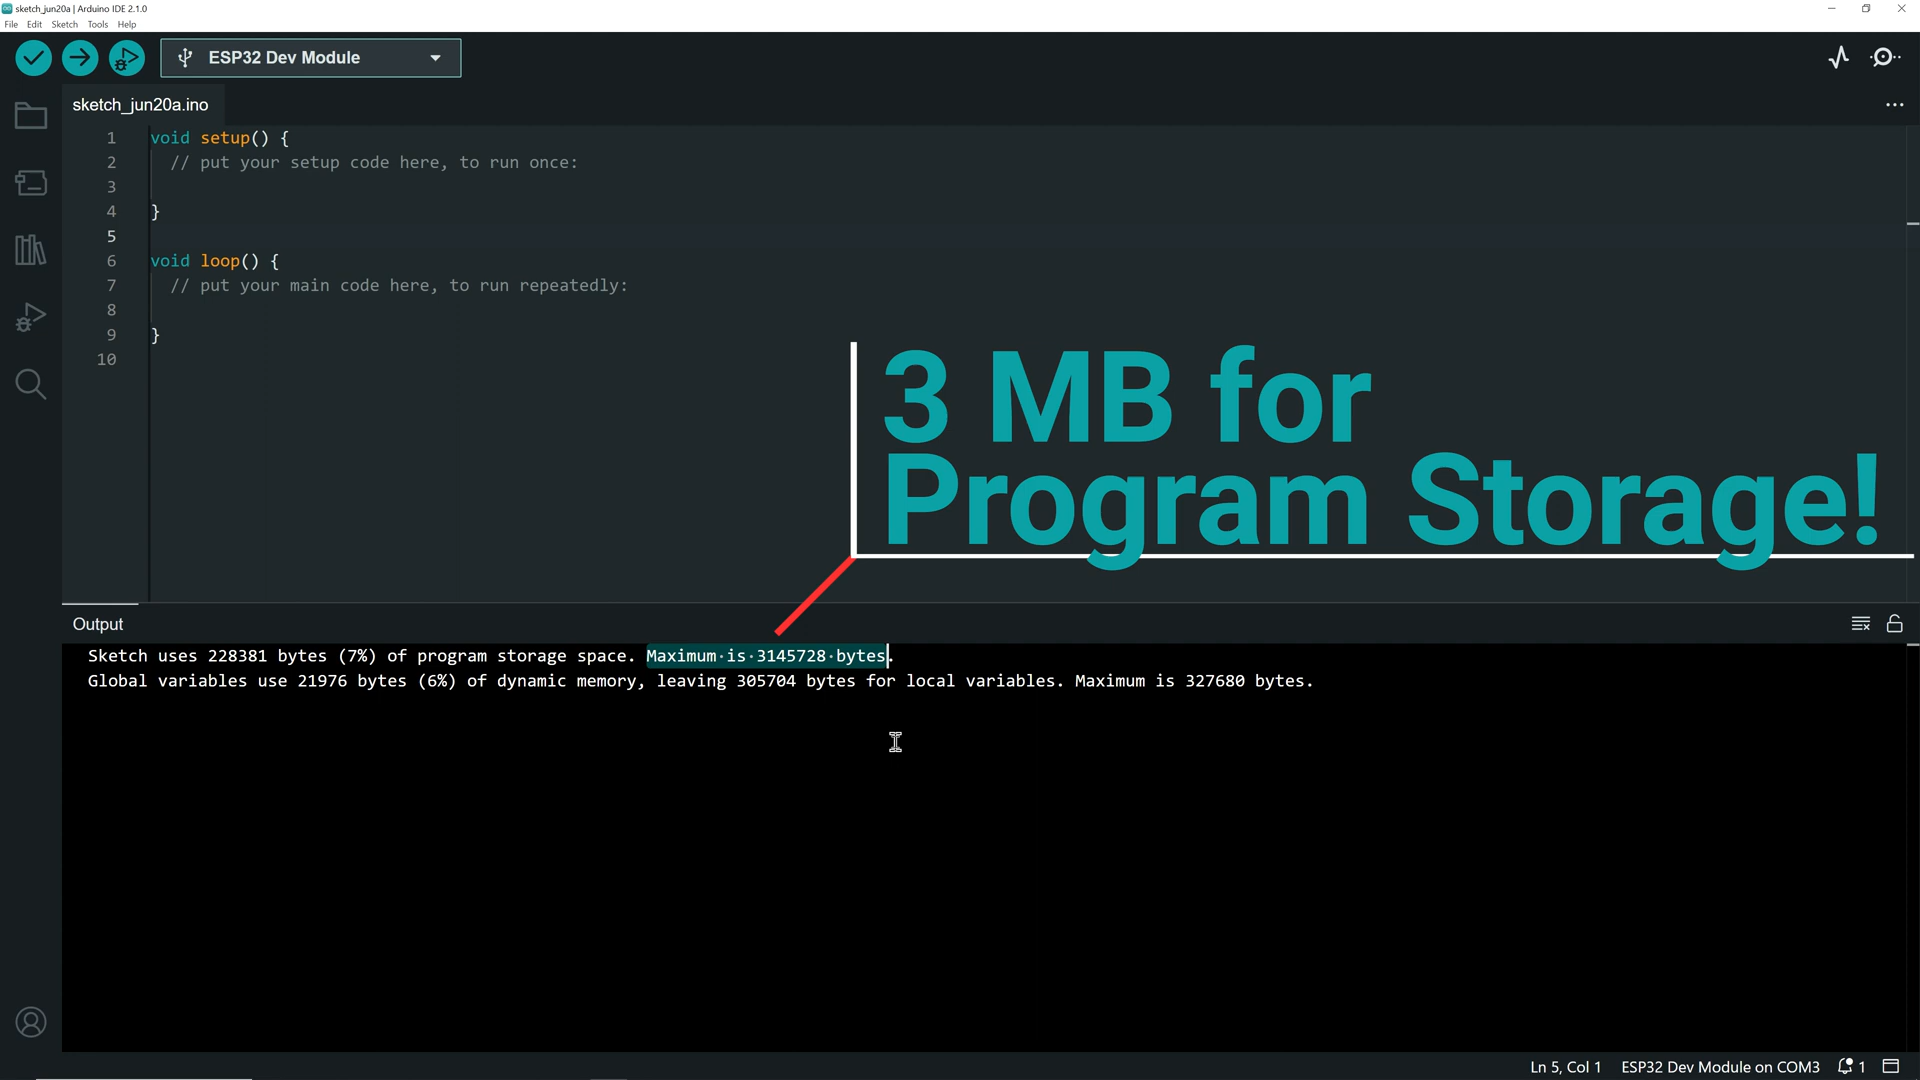 sketch_jun20a | Arduino IDE 2.1.0
File Edit Sketch Tools Help
ESP32 Dev Module
sketch_jun20a.ino
1 void setup() {
2 // put your setup code here, to run once:
3
4 }
5
6 void loop() {
7 // put your main code here, to run repeatedly:
8
9 }
10
3 MB for
Program Storage!
Output
Sketch uses 228381 bytes (7%) of program storage space. Maximum·is·3145728·bytes.
Global variables use 21976 bytes (6%) of dynamic memory, leaving 305704 bytes for local variables. Maximum is 327680 bytes.
Ln 5, Col 1 ESP32 Dev Module on COM3 1